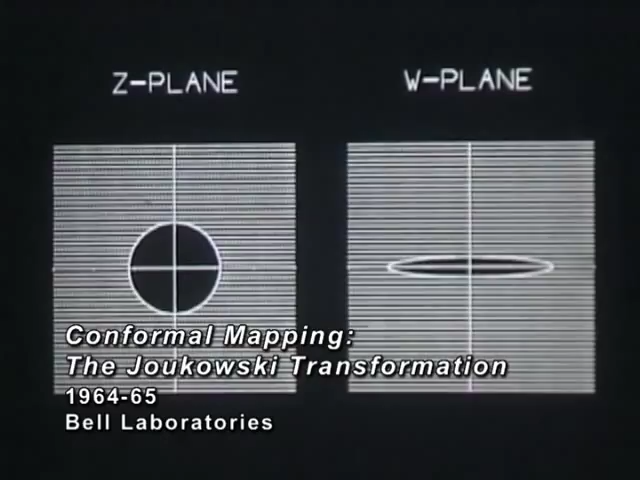 Z-PLANE
W-PLANE
Conformal Mapping:
The Joukowski Transformation
1964-65
Bell Laboratories